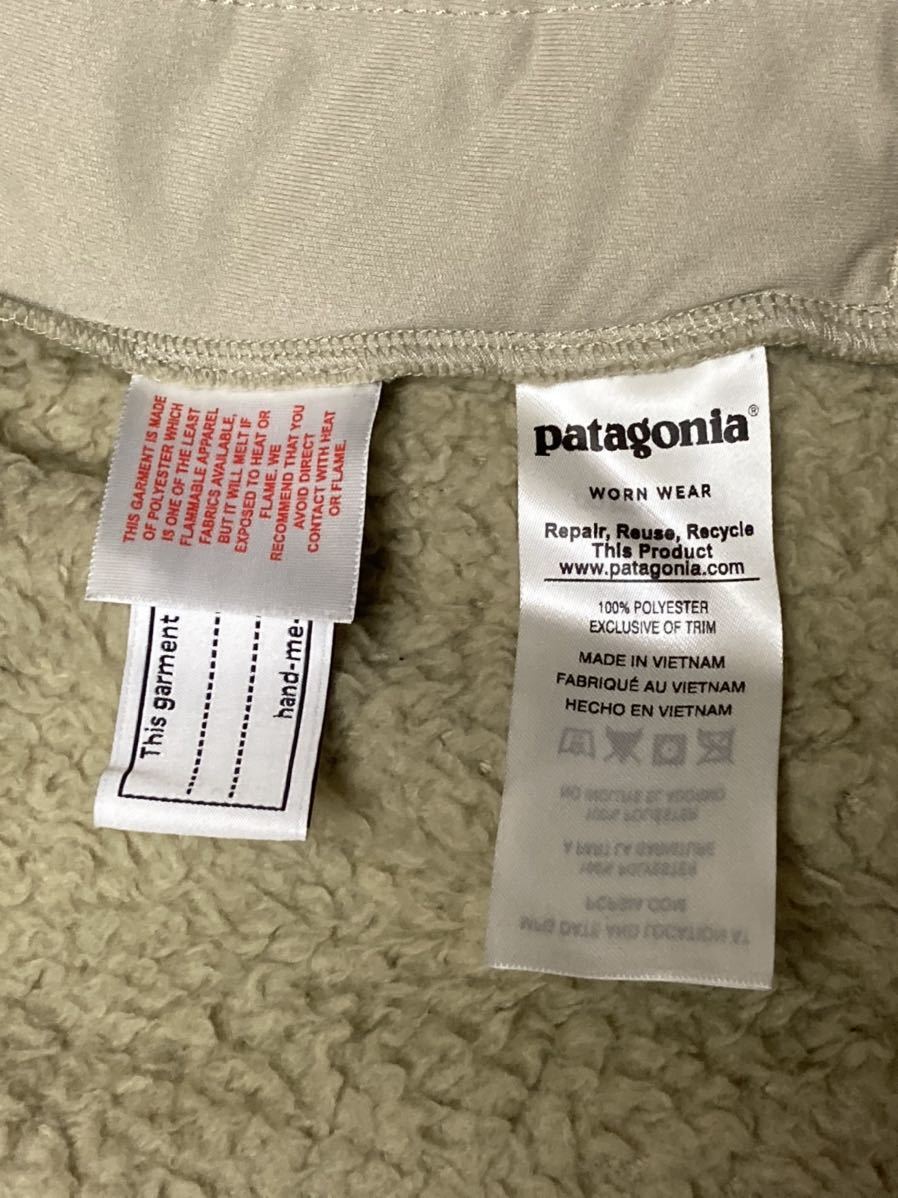 THIS GARMENT IS MADE
OF POLYESTER WHICH
IS ONE OF THE LEAST
FLAMMABLE APPAREL
FABRICS AVAILABLE,
BUT IT WILL MELT IF
EXPOSED TO HEAT OR
FLAME. WE
RECOMMEND THAT YOU
AVOID DIRECT
CONTACT WITH HEAT
OR FLAME.
This garment
hand-me-
patagonia®
WORN WEAR
Repair, Reuse, Recycle
This Product
www.patagonia.com
100% POLYESTER
EXCLUSIVE OF TRIM
MADE IN VIETNAM
FABRIQUÉ AU VIETNAM
HECHO EN VIETNAM